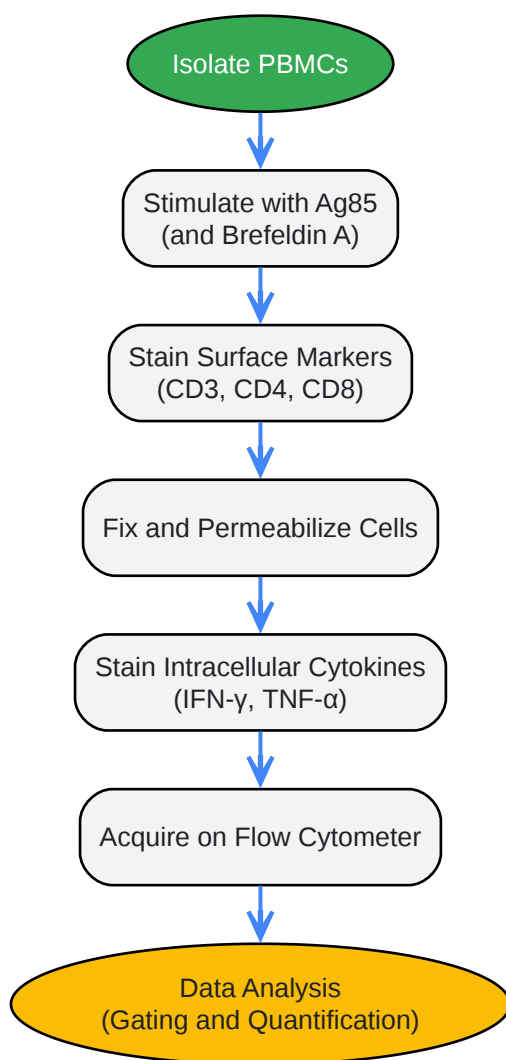 Isolate PBMCs
Stimulate with Ag85
(and Brefeldin A)
Stain Surface Markers
(CD3, CD4, CD8)
Fix and Permeabilize Cells
Stain Intracellular Cytokines
(IFN-γ, TNF-α)
Acquire on Flow Cytometer
Data Analysis
(Gating and Quantification)